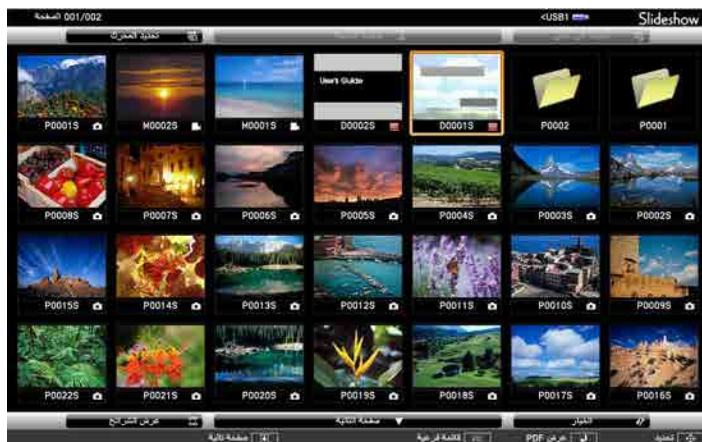 Slideshow
<USB1
001/002 الصفحة
تحديد المحرك
P0001
P0002
D0001S
User's Guide
D0002S
M0001S
M0002S
P0001S
P0002S
P0003S
P0004S
P0005S
P0006S
P0007S
P0008S
P0009S
P0010S
P0011S
P0012S
P0013S
P0014S
P0015S
P0016S
P0017S
P0018S
P0019S
P0020S
P0021S
P0022S
الخيار
صفحة التالية
عرض الشرائح
تحديد
عرض PDF
قائمة فرعية
صفحة تالية